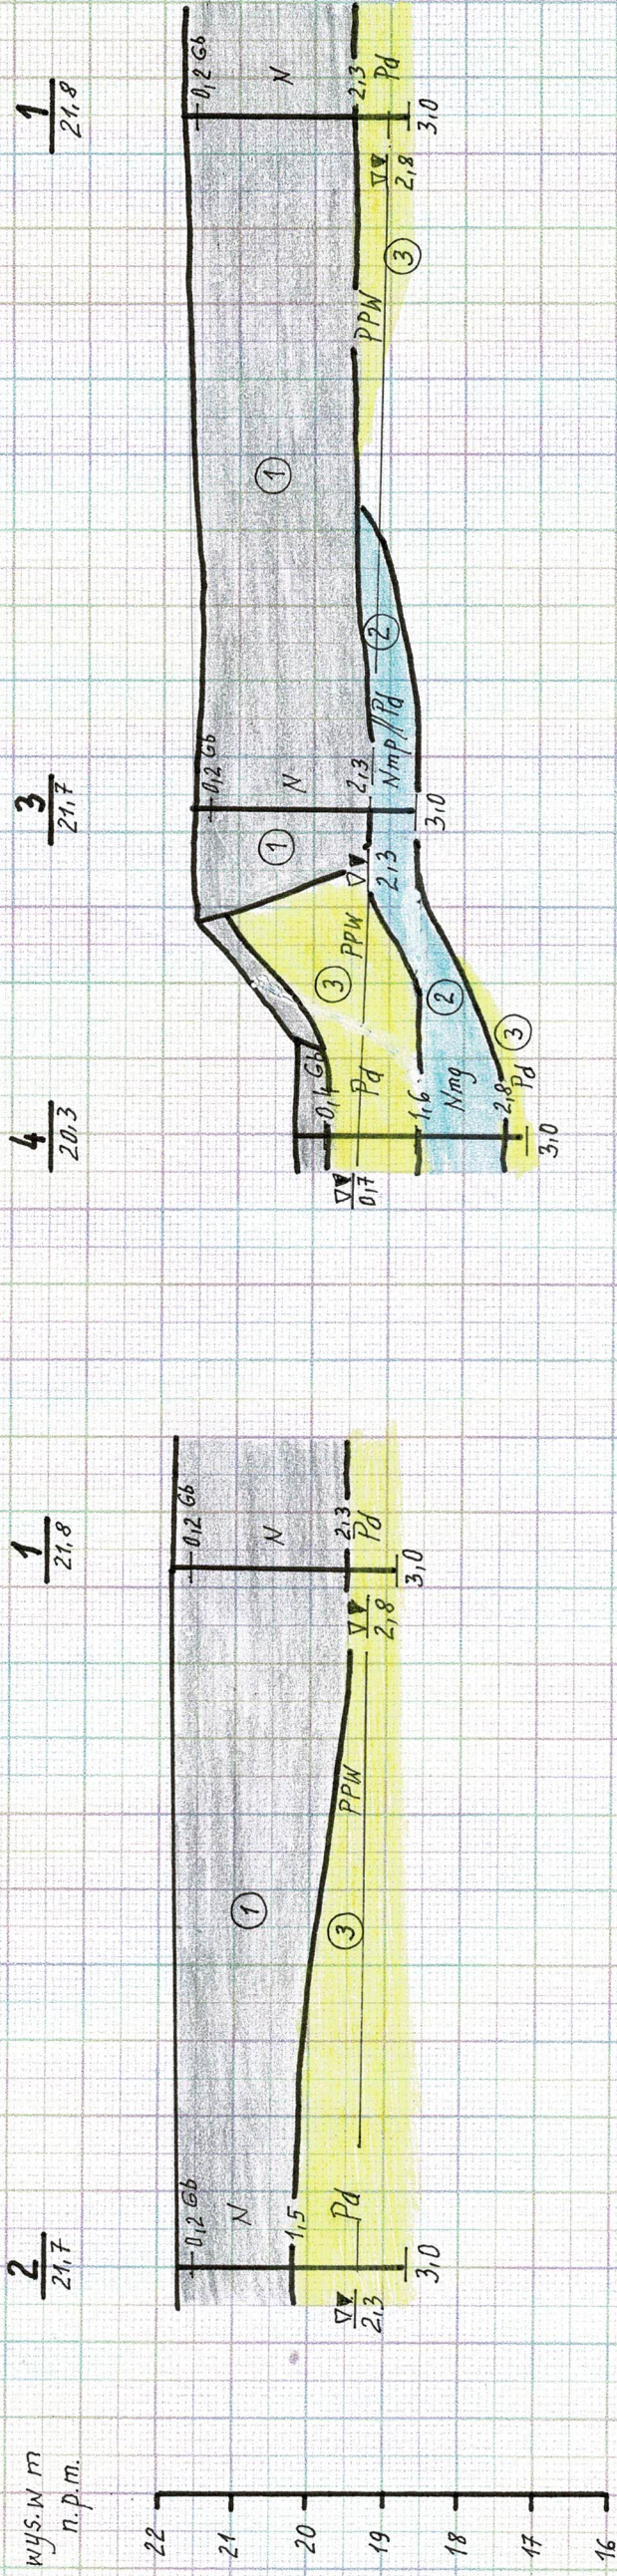 wys. w m
n.p.m.
22
21
20
19
18
17
16
2
21,7
0,2 Gb
N
1,5
Pd
2,3
3,0
1
3
PPW
1
21,8
0,2 Gb
N
2,3
Pd
2,8
3,0
4
20,3
0,4 Gb
Pd
0,7
1,6
Nmg
2,8
Pd
3,0
3
PPW
2
3
3
21,7
0,2 Gb
N
1
2,3
2,3
Nmp//Pd
3,0
2
1
PPW
3
1
21,8
0,2 Gb
N
2,3
Pd
2,8
3,0